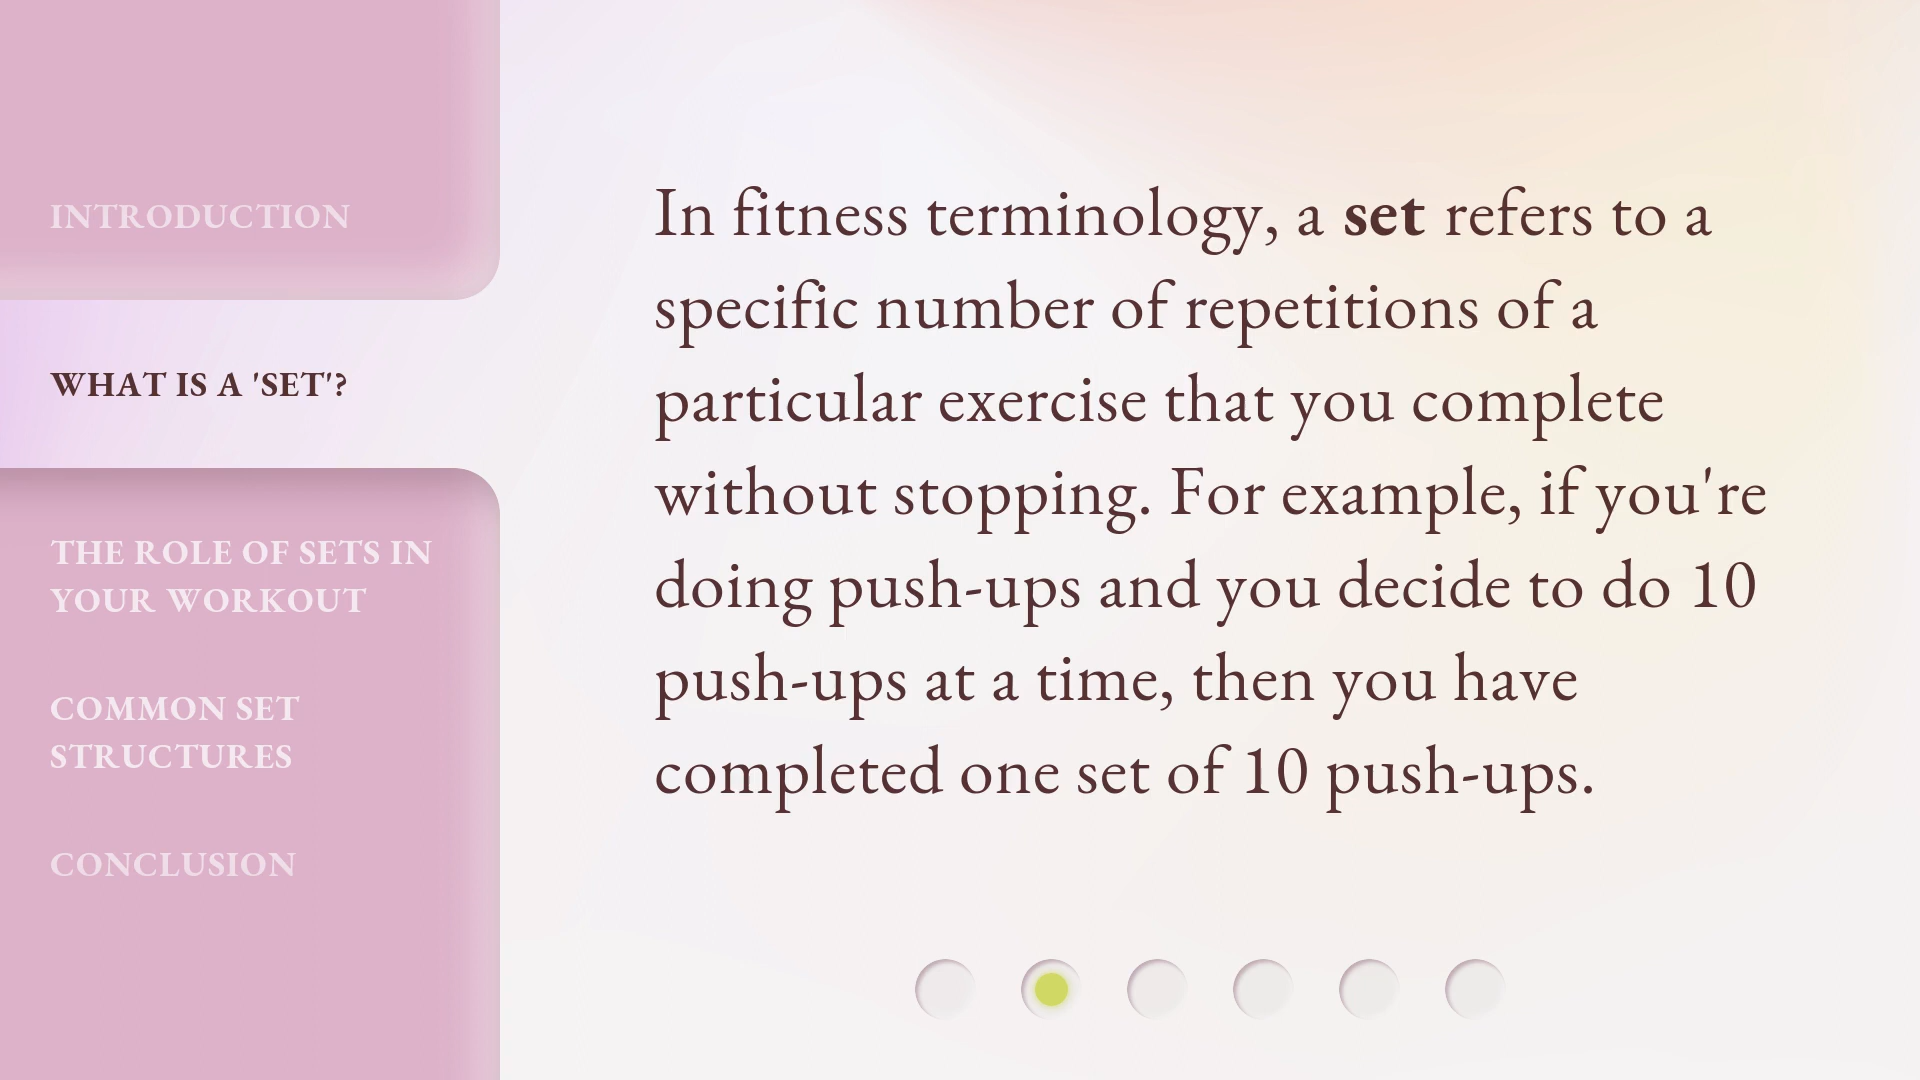 INTRODUCTION
WHAT IS A 'SET'?
THE ROLE OF SETS IN
YOUR WORKOUT
COMMON SET
STRUCTURES
CONCLUSION
In fitness terminology, a set refers to a
specific number of repetitions of a
particular exercise that you complete
without stopping. For example, if you're
doing push-ups and you decide to do 10
push-ups at a time, then you have
completed one set of 10 push-ups.